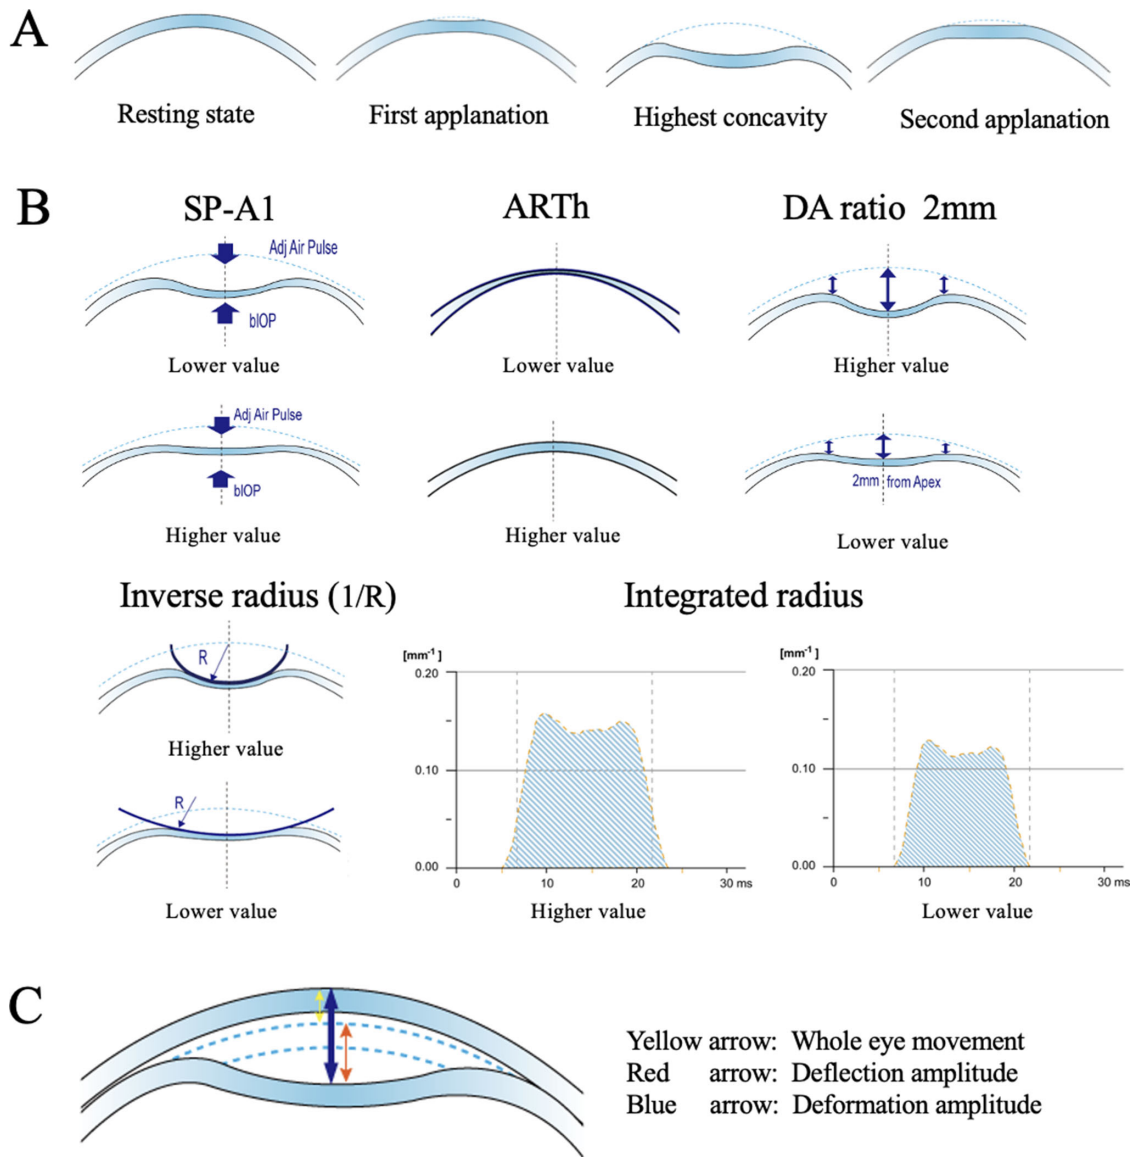 A
Resting state
First applanation
Highest concavity
Second applanation
B
SP-A1
ARTh
DA ratio 2mm
Adj Air Pulse
bIOP
Lower value
Lower value
Higher value
Adj Air Pulse
bIOP
2mm from Apex
Higher value
Higher value
Lower value
Inverse radius (1/R)
Integrated radius
R
Higher value
R
Lower value
[mm⁻¹]
0.20
0.10
0.00
0 10 20 30 ms
Higher value
[mm⁻¹]
0.20
0.10
0.00
0 10 20 30 ms
Lower value
C
Yellow arrow: Whole eye movement
Red arrow: Deflection amplitude
Blue arrow: Deformation amplitude